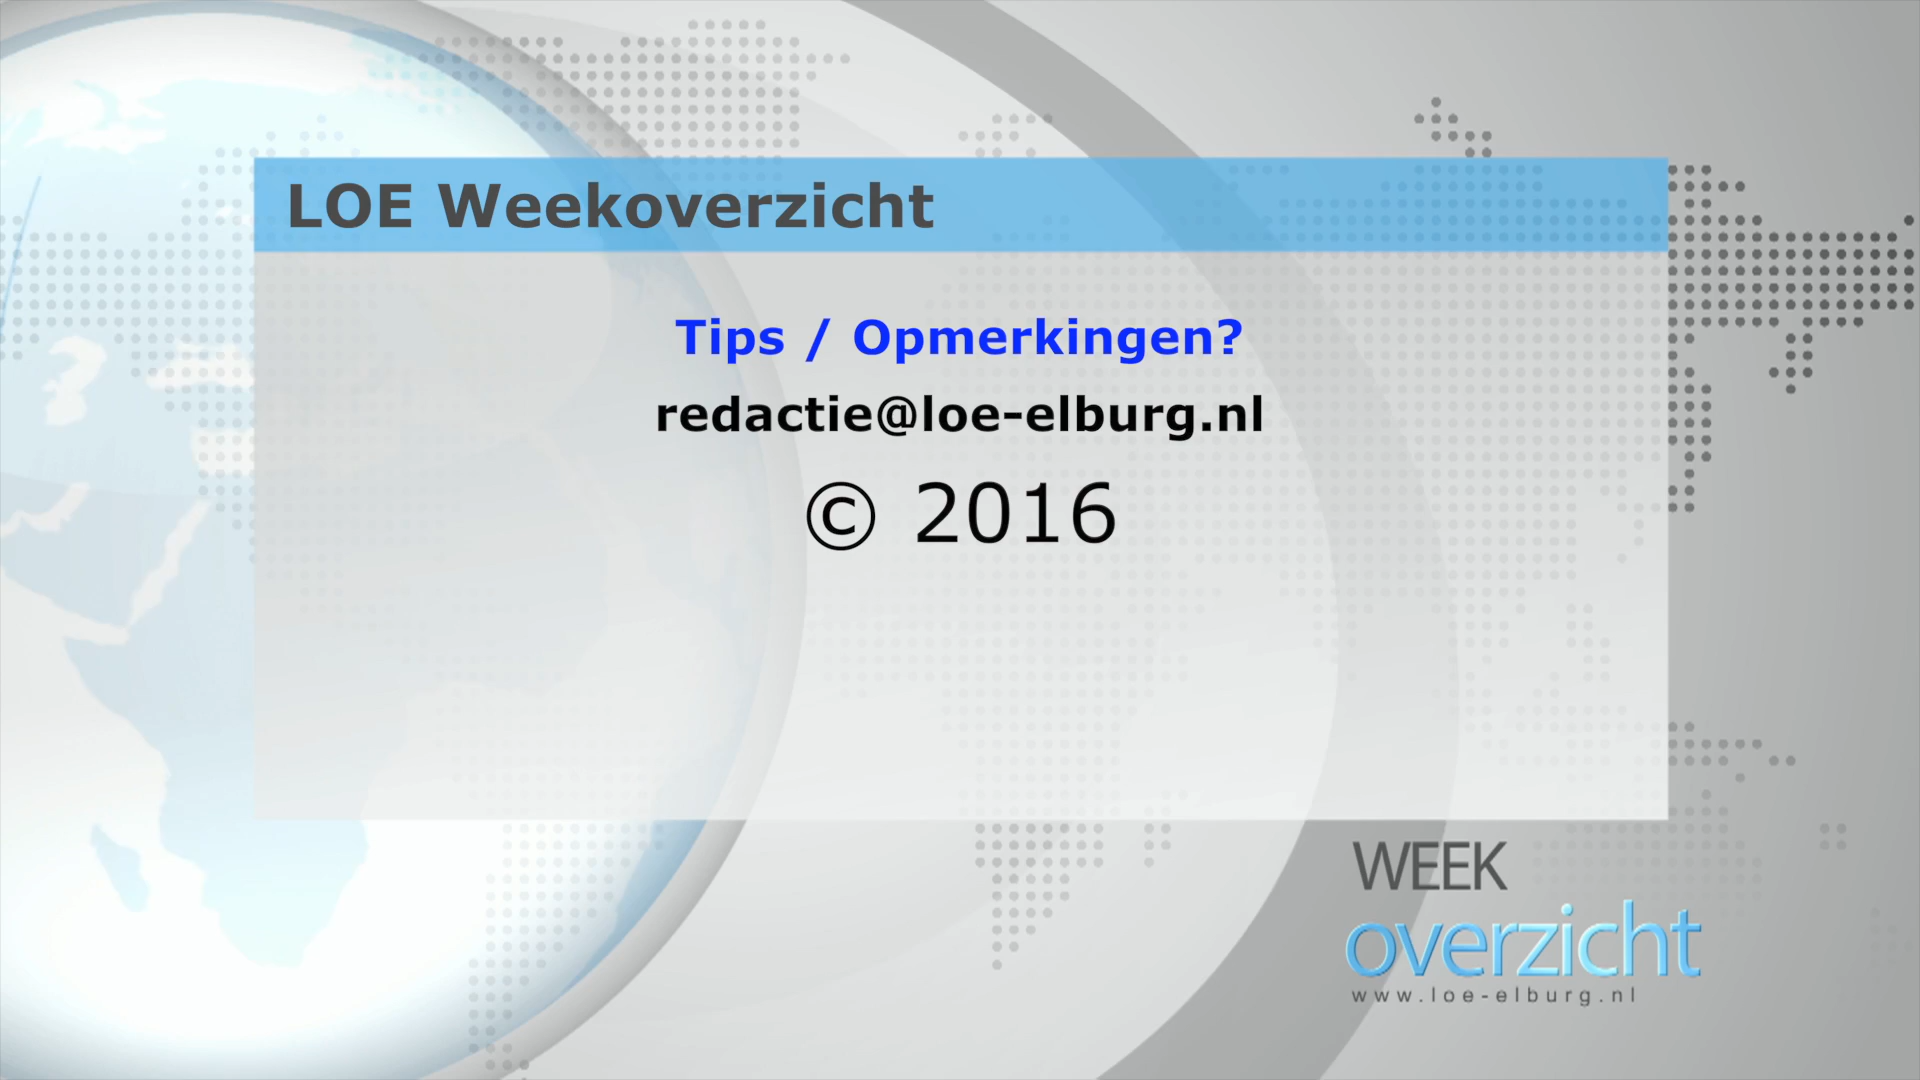 LOE Weekoverzicht
Tips / Opmerkingen?
redactie@loe-elburg.nl
© 2016
WEEK
overzicht
www.loe-elburg.nl